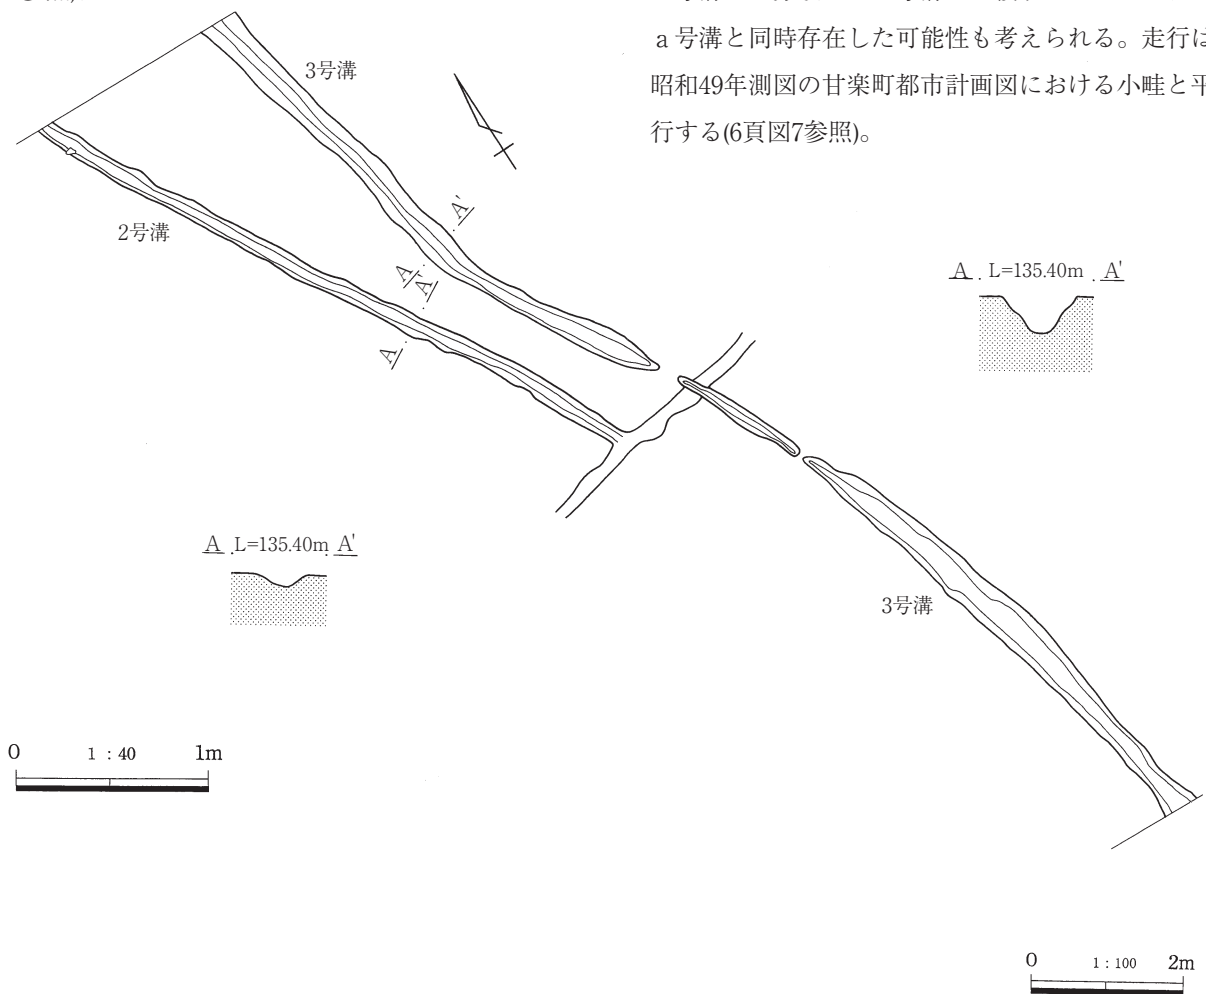 a号溝と同時存在した可能性も考えられる。走行は
昭和49年測図の甘楽町都市計画図における小畦と平
行する(6頁図7参照)。
3号溝
2号溝
A'
A
A'
A
A L=135.40m A'
A L=135.40m A'
3号溝
0 1:40 1m
0 1:100 2m